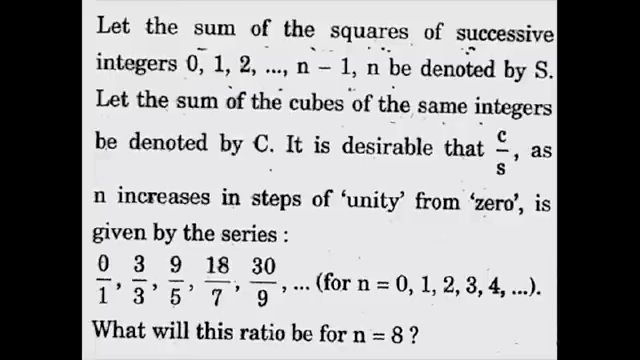 Let the sum of the squares of successive
integers 0, 1, 2, ..., n – 1, n be denoted by S.
Let the sum of the cubes of the same integers
be denoted by C. It is desirable that c/s, as
n increases in steps of 'unity' from 'zero', is
given by the series :
0/1, 3/3, 9/5, 18/7, 30/9, ... (for n = 0, 1, 2, 3, 4, ...).
What will this ratio be for n = 8 ?